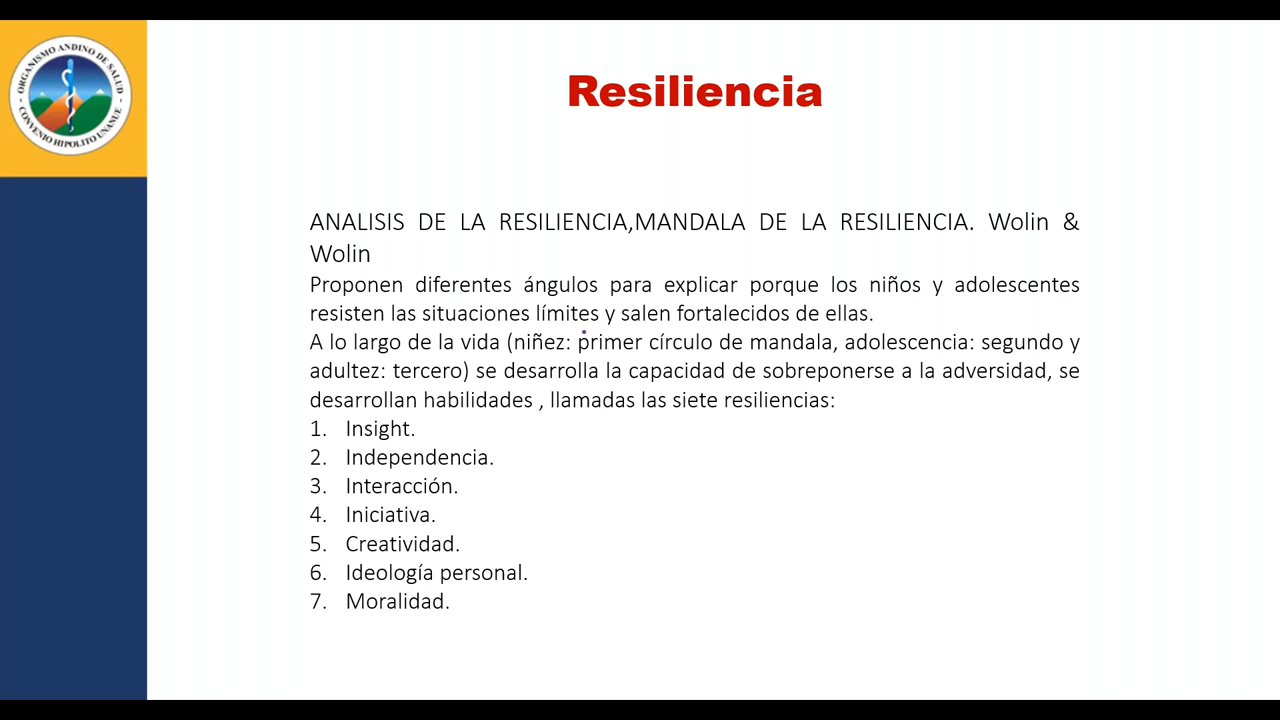 ORGANISMO ANDINO DE SALUD
- CONVENIO HIPOLITO UNANUE -
Resiliencia
ANALISIS DE LA RESILIENCIA,MANDALA DE LA RESILIENCIA. Wolin &
Wolin
Proponen diferentes ángulos para explicar porque los niños y adolescentes
resisten las situaciones límites y salen fortalecidos de ellas.
A lo largo de la vida (niñez: primer círculo de mandala, adolescencia: segundo y
adultez: tercero) se desarrolla la capacidad de sobreponerse a la adversidad, se
desarrollan habilidades , llamadas las siete resiliencias:
1. Insight.
2. Independencia.
3. Interacción.
4. Iniciativa.
5. Creatividad.
6. Ideología personal.
7. Moralidad.